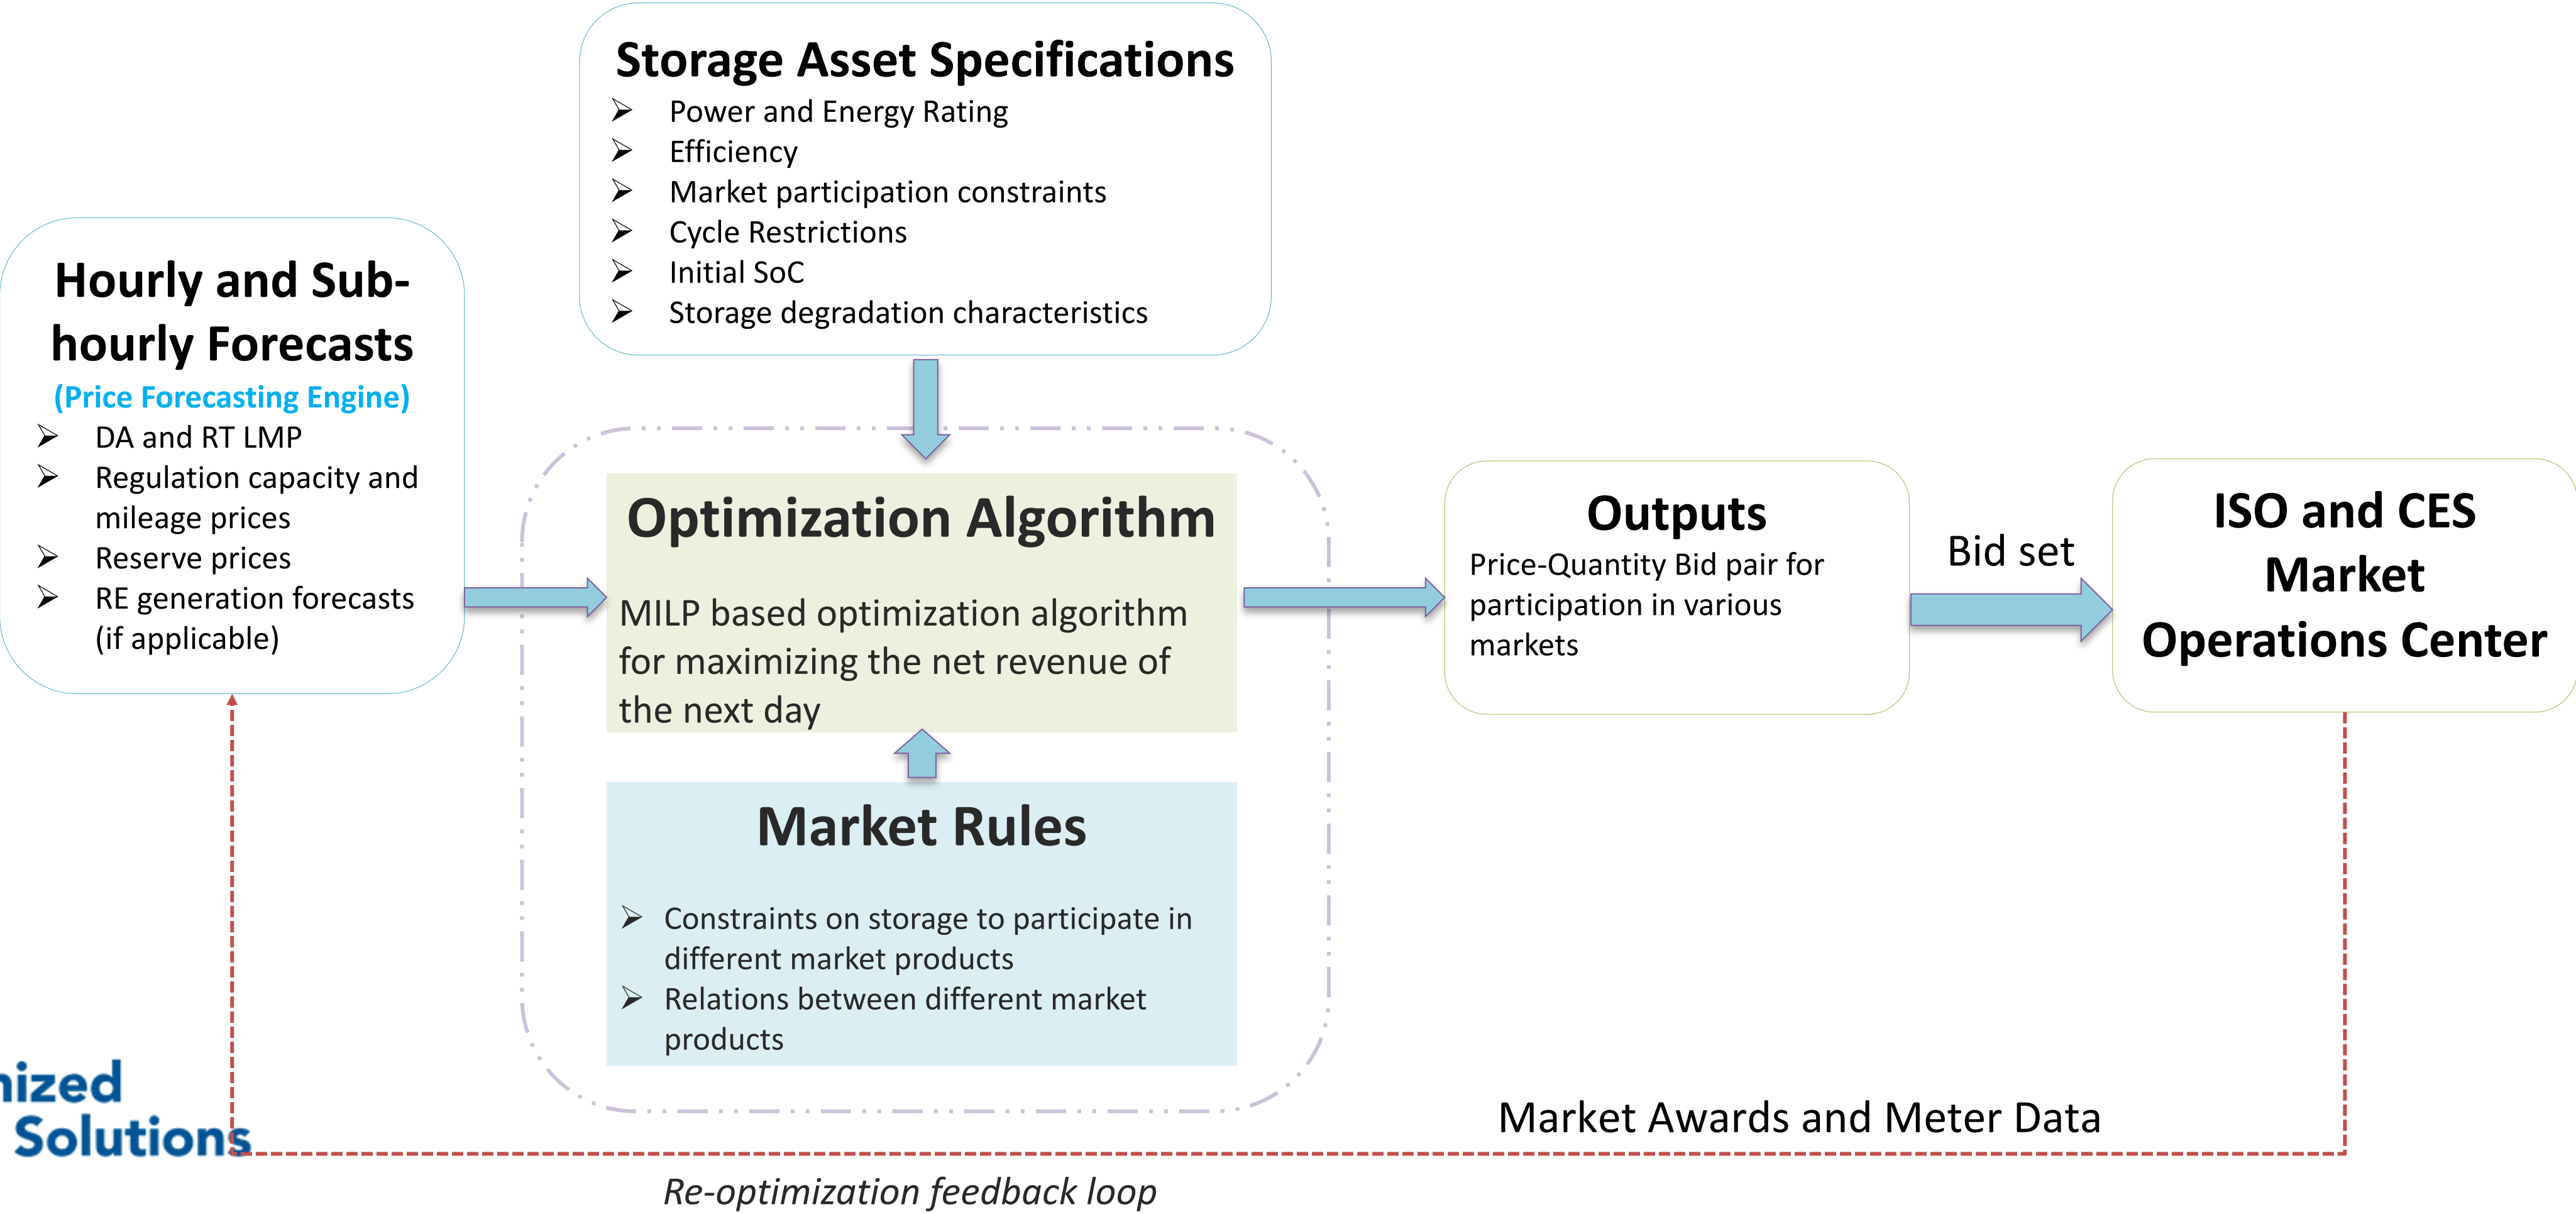 Storage Asset Specifications
➢ Power and Energy Rating
➢ Efficiency
➢ Market participation constraints
➢ Cycle Restrictions
➢ Initial SoC
➢ Storage degradation characteristics
Hourly and Sub-
hourly Forecasts
(Price Forecasting Engine)
➢ DA and RT LMP
➢ Regulation capacity and
mileage prices
➢ Reserve prices
➢ RE generation forecasts
(if applicable)
Optimization Algorithm
MILP based optimization algorithm
for maximizing the net revenue of
the next day
Market Rules
➢ Constraints on storage to participate in
different market products
➢ Relations between different market
products
Outputs
Price-Quantity Bid pair for
participation in various
markets
Bid set
ISO and CES
Market
Operations Center
Market Awards and Meter Data
Re-optimization feedback loop
Solutions